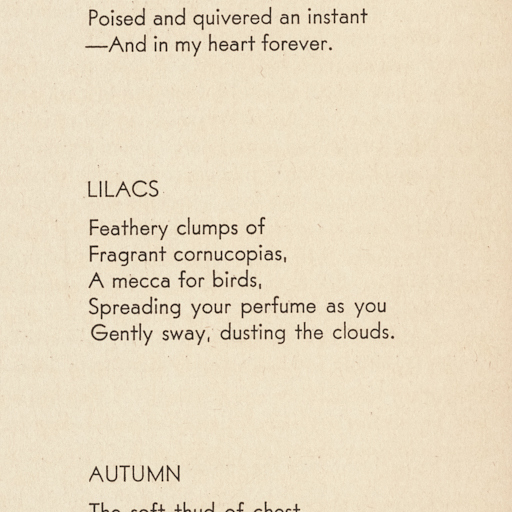 Poised and quivered an instant
—And in my heart forever.
LILACS
Feathery clumps of
Fragrant cornucopias,
A mecca for birds,
Spreading your perfume as you
Gently sway, dusting the clouds.
AUTUMN
The soft thud of chest